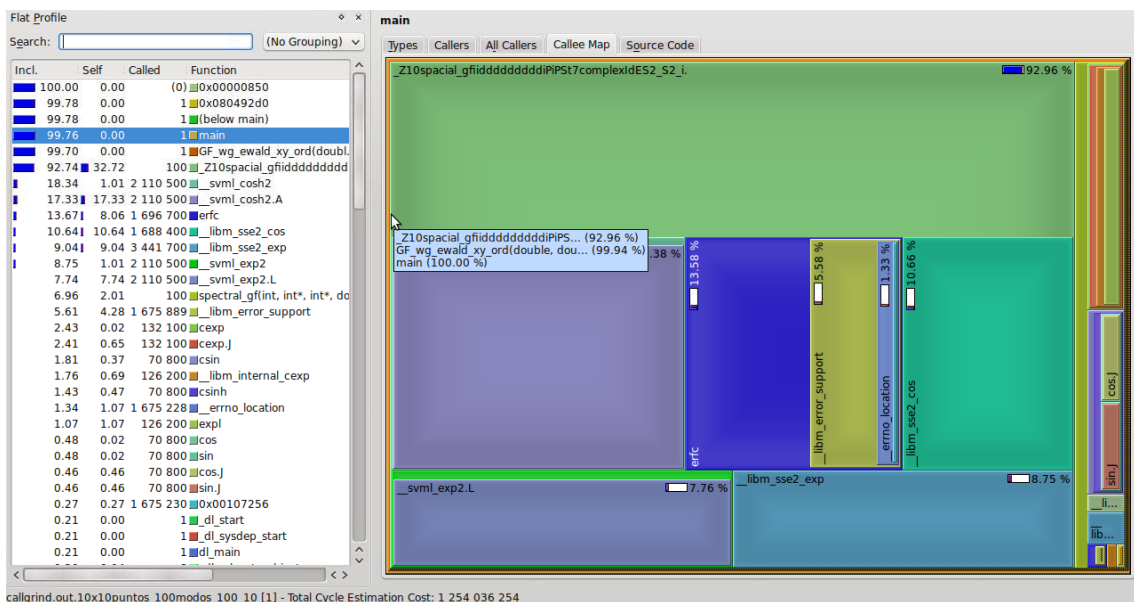 Flat Profile
Search: (No Grouping)
Incl. Self Called Function
100.00 0.00 (0) 0x00000850
99.78 0.00 1 0x080492d0
99.78 0.00 1 (below main)
99.76 0.00 1 main
99.70 0.00 1 GF_wg_ewald_xy_ord(doubl.
92.74 32.72 100 _Z10spacial_gfiddddddddd
18.34 1.01 2 110 500 __svml_cosh2
17.33 17.33 2 110 500 __svml_cosh2.A
13.67 8.06 1 696 700 erfc
10.64 10.64 1 688 400 __libm_sse2_cos
9.04 9.04 3 441 700 __libm_sse2_exp
8.75 1.01 2 110 500 __svml_exp2
7.74 7.74 2 110 500 __svml_exp2.L
6.96 2.01 100 spectral_gf(int, int*, int*, do
5.61 4.28 1 675 889 __libm_error_support
2.43 0.02 132 100 cexp
2.41 0.65 132 100 cexp.J
1.81 0.37 70 800 csin
1.76 0.69 126 200 __libm_internal_cexp
1.43 0.47 70 800 csinh
1.34 1.07 1 675 228 __errno_location
1.07 1.07 126 200 expl
0.48 0.02 70 800 cos
0.48 0.02 70 800 sin
0.46 0.46 70 800 cos.J
0.46 0.46 70 800 sin.J
0.27 0.27 1 675 230 0x00107256
0.21 0.00 1 _dl_start
0.21 0.00 1 _dl_sysdep_start
0.21 0.00 1 dl_main
main
Types Callers All Callers Callee Map Source Code
_Z10spacial_gfiidddddddddiPiPSt7complexIdES2_S2_i. 92.96 %
_Z10spacial_gfiidddddddddiPiPS... (92.96 %)
GF_wg_ewald_xy_ord(double, dou... (99.94 %)
main (100.00 %)
.38 %
erfc 13.58 %
__libm_error_support 5.58 %
__errno_location 1.33 %
__libm_sse2_cos 10.66 %
__svml_exp2.L 7.76 %
__libm_sse2_exp 8.75 %
cos.J
sin.J
__li...
__lib...
callgrind.out.10x10puntos_100modos_100_10 [1] - Total Cycle Estimation Cost: 1 254 036 254